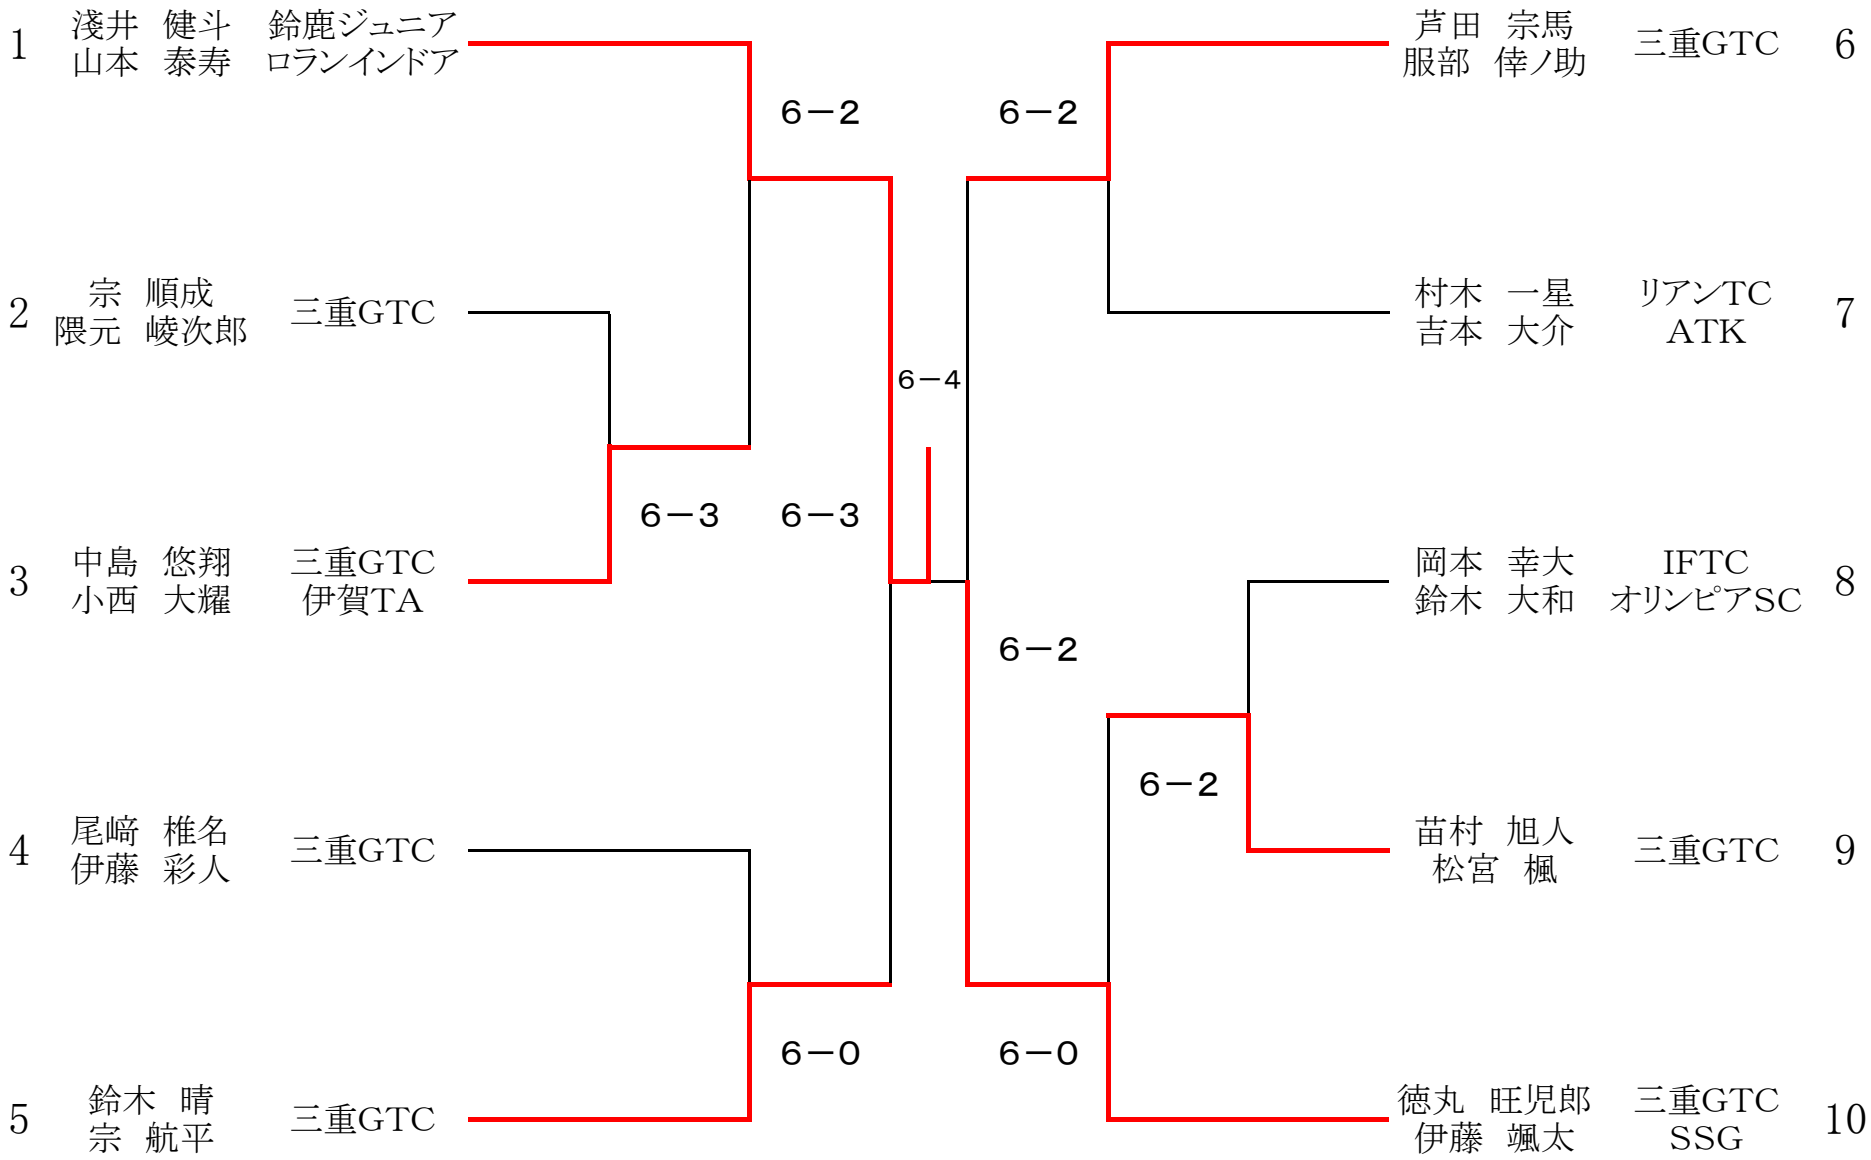 1 淺井 健斗 鈴鹿ジュニア
山本 泰寿 ロランインドア
2 宗 順成 三重GTC
隈元 崚次郎
3 中島 悠翔 三重GTC
小西 大耀 伊賀TA
4 尾﨑 椎名 三重GTC
伊藤 彩人
5 鈴木 晴 三重GTC
宗 航平
6-2
6-3
6-3
6-0
6-4
6-2
6-2
6-2
6-0
芦田 宗馬 三重GTC 6
服部 倖ノ助
村木 一星 リアンTC 7
吉本 大介 ATK
岡本 幸大 IFTC 8
鈴木 大和 オリンピアSC
苗村 旭人 三重GTC 9
松宮 楓
徳丸 旺児郎 三重GTC 10
伊藤 颯太 SSG